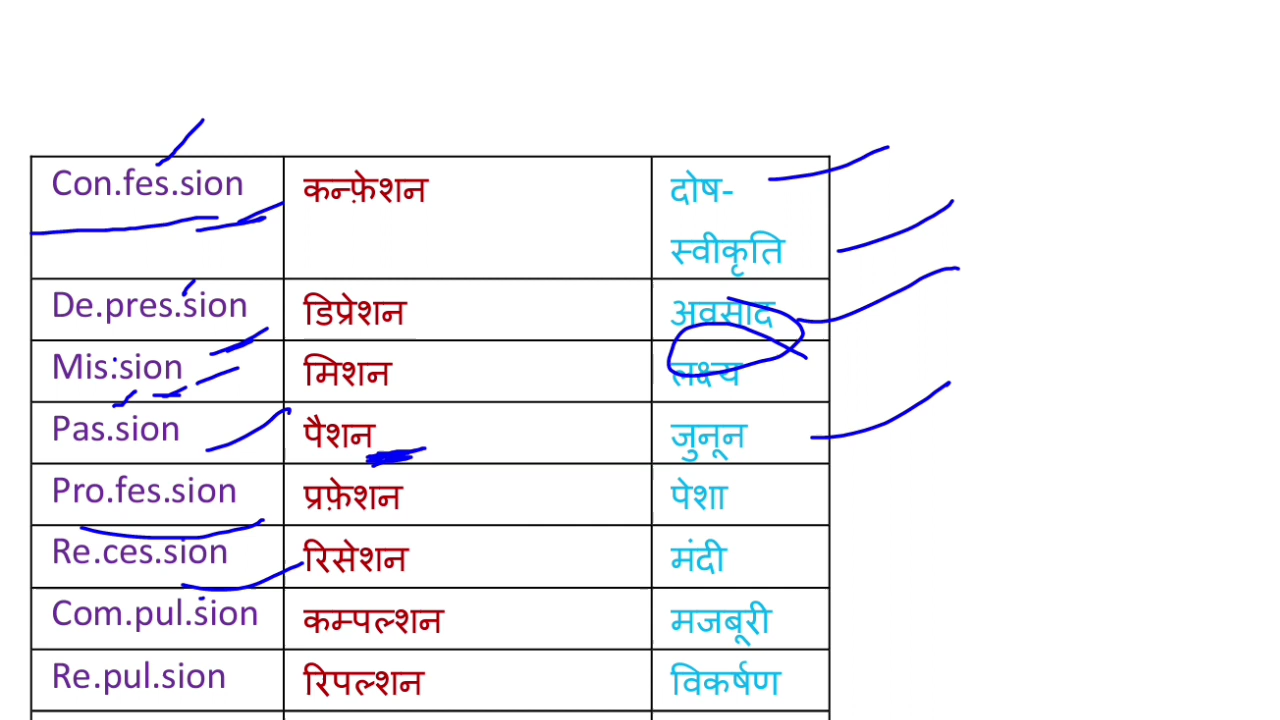 Con.fes.sion कन्फ़ेशन दोष-
स्वीकृति
De.pres.sion डिप्रेशन अवसाद
Mis.sion मिशन लक्ष्य
Pas.sion पैशन जुनून
Pro.fes.sion प्रफ़ेशन पेशा
Re.ces.sion रिसेशन मंदी
Com.pul.sion कम्पल्शन मजबूरी
Re.pul.sion रिपल्शन विकर्षण